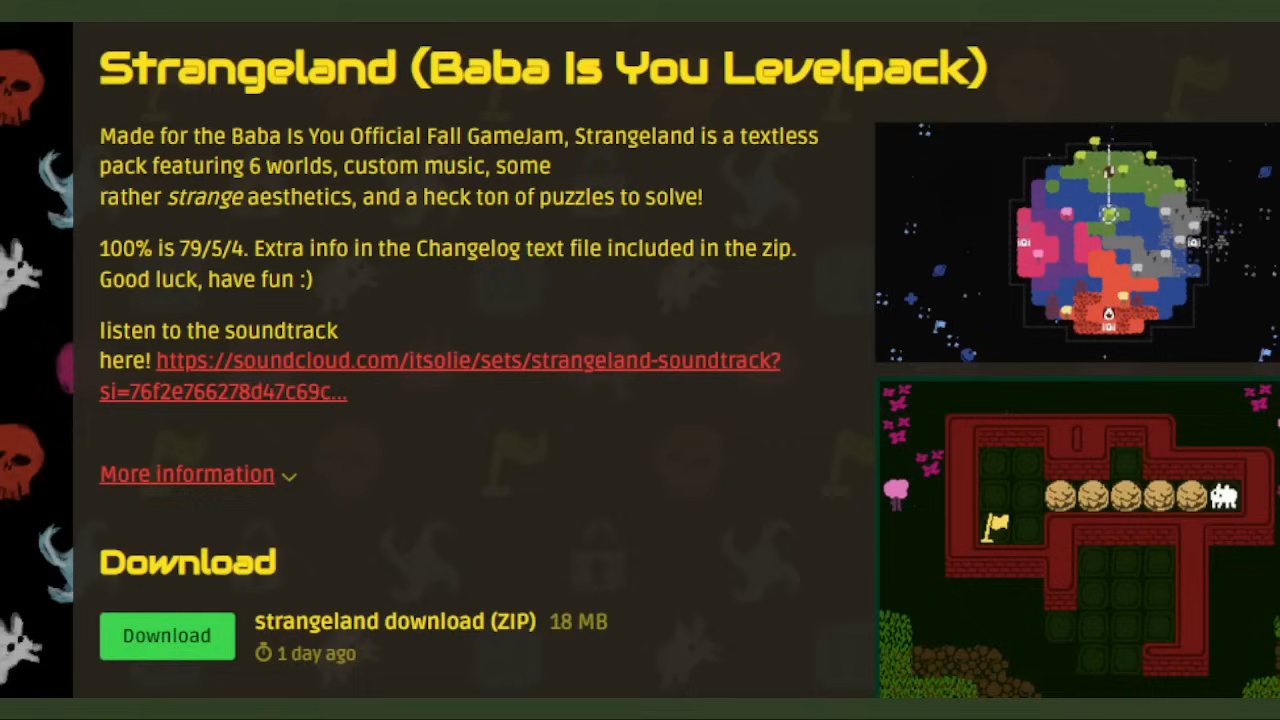 Strangeland (Baba Is You Levelpack)
Made for the Baba Is You Official Fall GameJam, Strangeland is a textless
pack featuring 6 worlds, custom music, some
rather strange aesthetics, and a heck ton of puzzles to solve!
100% is 79/5/4. Extra info in the Changelog text file included in the zip.
Good luck, have fun :)
listen to the soundtrack
here! https://soundcloud.com/itsolie/sets/strangeland-soundtrack?
si=76f2e766278d47c69c...
More information
Download
Download
strangeland download (ZIP) 18 MB
1 day ago